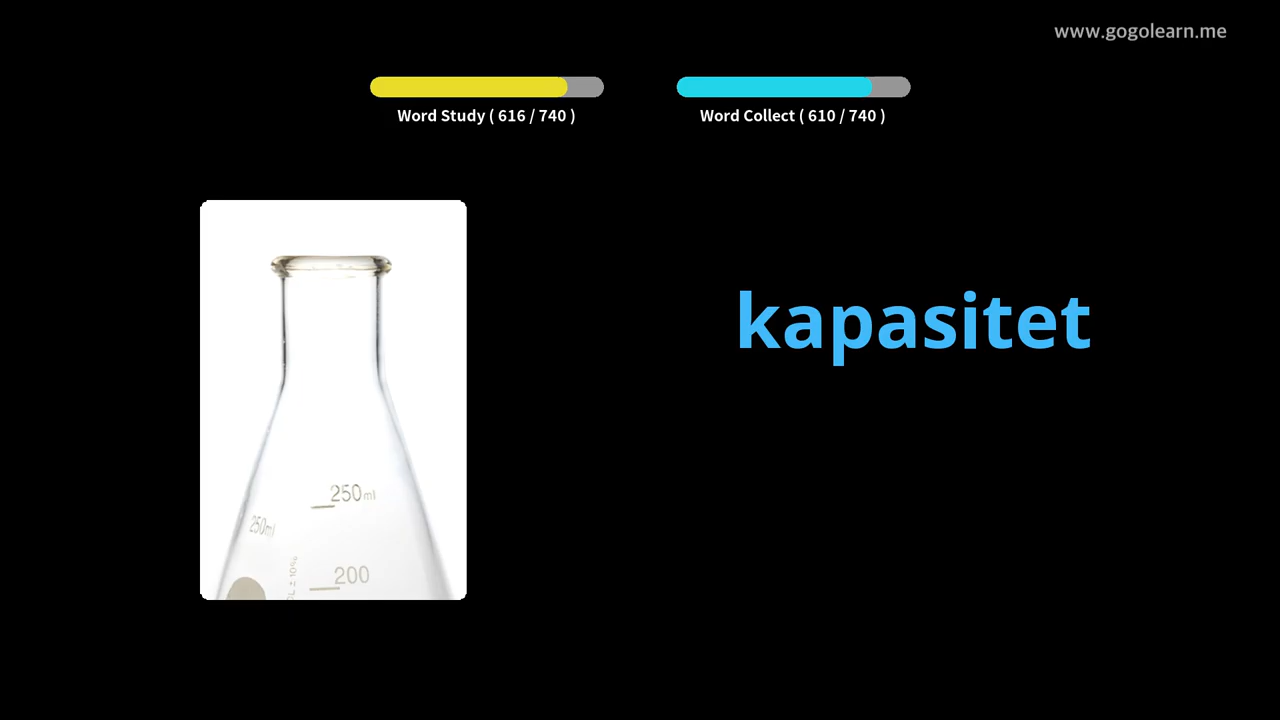 www.gogolearn.me
Word Study ( 616 / 740 )
Word Collect ( 610 / 740 )
kapasitet
250ml
250ml
200